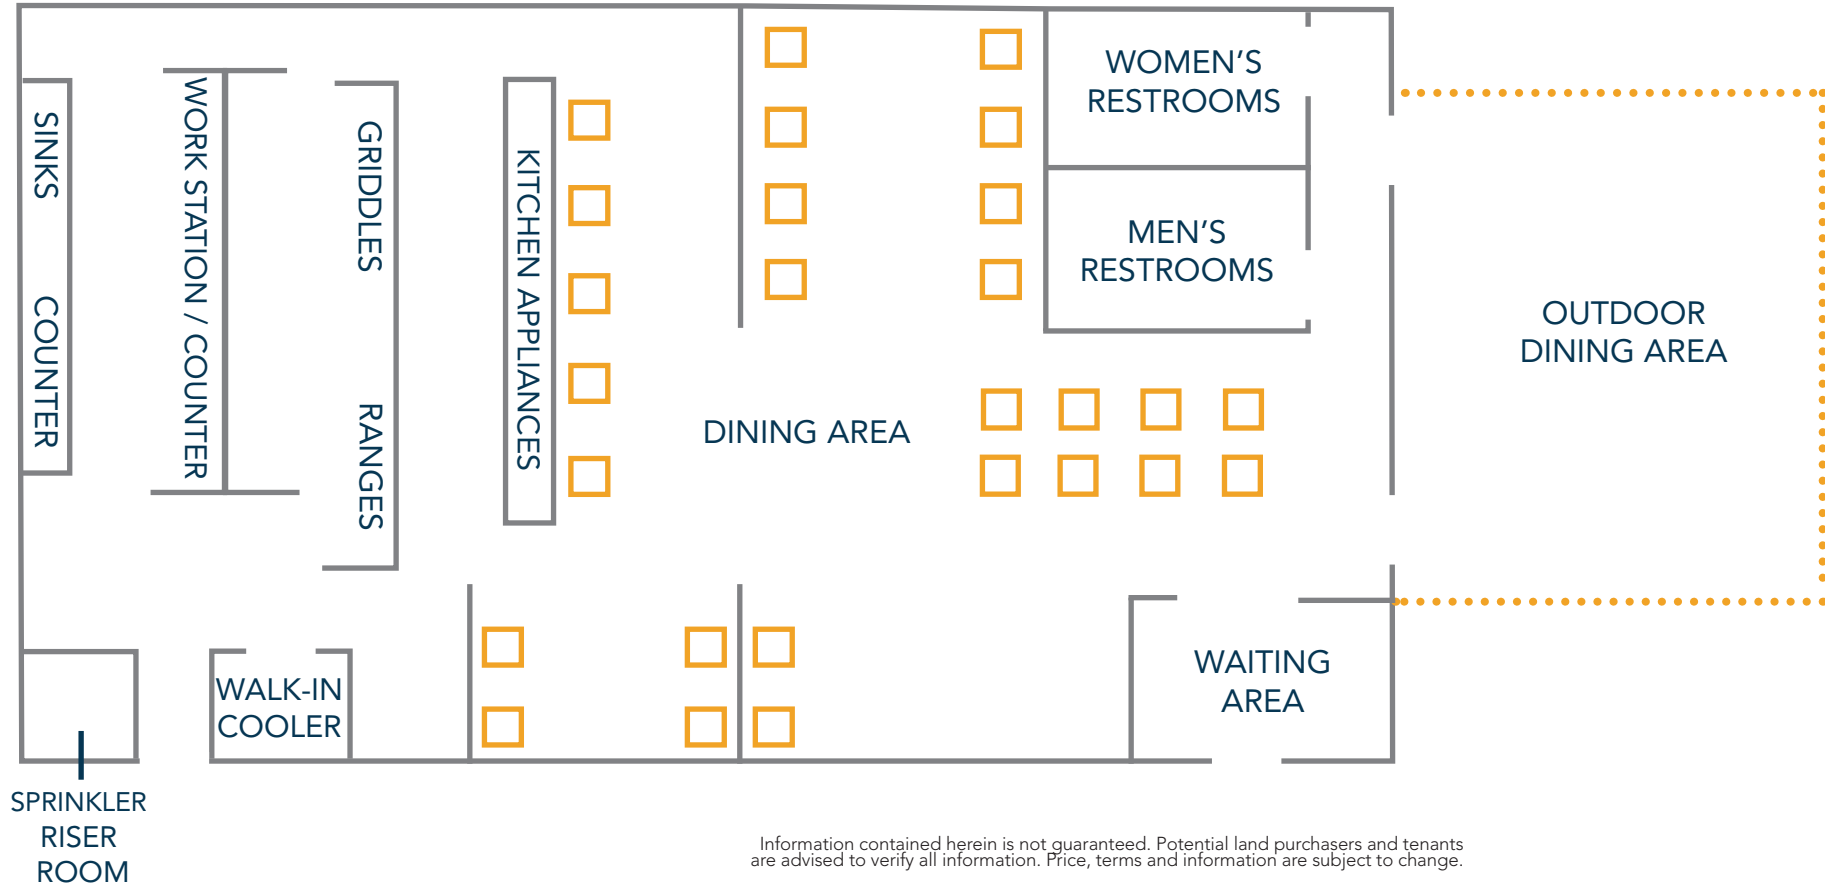 SINKS
COUNTER
WORK STATION / COUNTER
GRIDDLES
RANGES
KITCHEN APPLIANCES
WOMEN'S
RESTROOMS
MEN'S
RESTROOMS
OUTDOOR
DINING AREA
DINING AREA
WALK-IN
COOLER
WAITING
AREA
SPRINKLER
RISER
ROOM
Information contained herein is not guaranteed. Potential land purchasers and tenants
are advised to verify all information. Price, terms and information are subject to change.